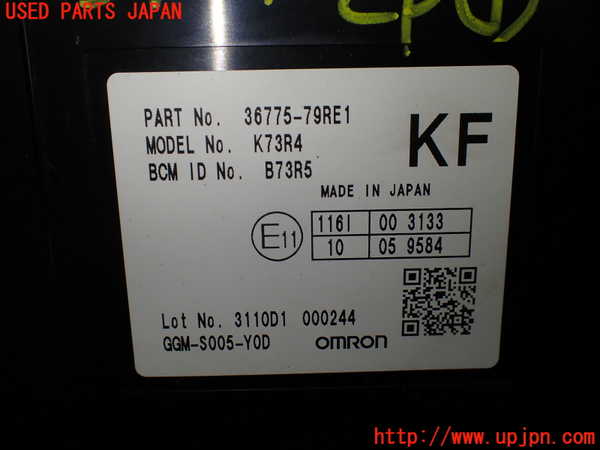 USED PARTS JAPAN
PART No. 36775-79RE1
MODEL No. K73R4
BCM ID No. B73R5
KF
MADE IN JAPAN
E11
116I 00 3133
10 05 9584
Lot No. 3110D1 000244
GGM-S005-Y0D OMRON
http://www.upjpn.com/